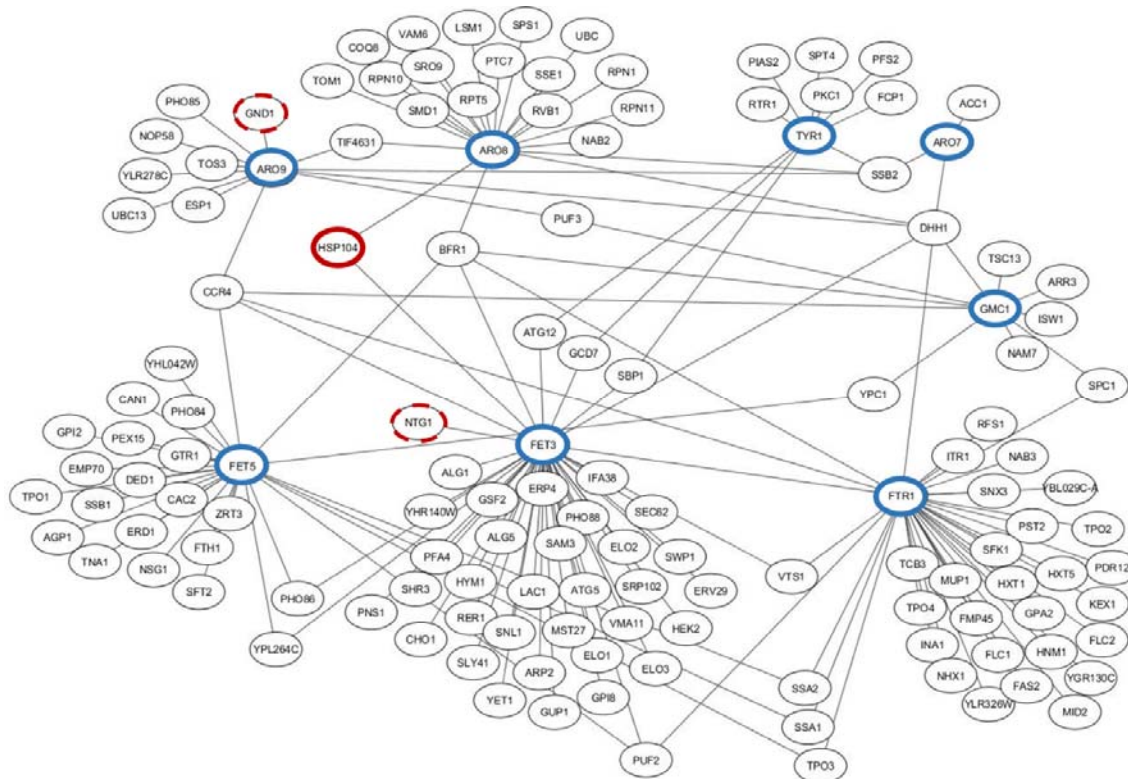 LSM1
SPS1
VAM6
UBC
COQ8
PTC7
SRO9
SSE1
TOM1
RPN10
RPN1
SMD1
RPT5
RVB1
RPN11
ARO8
NAB2
PIAS2
SPT4
PFS2
RTR1
PKC1
FCP1
TYR1
ACC1
ARO7
SSB2
PHO85
GND1
NOP58
TIF4631
TOS3
YLR278C
ARO9
UBC13
ESP1
PUF3
DHH1
HSP104
BFR1
TSC13
CCR4
ARR3
GMC1
ISW1
NAM7
ATG12
GCD7
SBP1
YPC1
SPC1
YHL042W
CAN1
PHO84
GPI2
PEX15
GTR1
EMP70
DED1
FET5
TPO1
SSB1
CAC2
AGP1
ERD1
ZRT3
TNA1
FTH1
NSG1
SFT2
PHO86
YPL264C
NTG1
FET3
ALG1
IFA38
ERP4
GSF2
SEC62
YHR140W
PHO88
ALG5
SAM3
ELO2
SWP1
PFA4
ERV29
SHR3
HYM1
LAC1
ATG5
SRP102
PNS1
RER1
SNL1
MST27
VMA11
HEK2
CHO1
SLY41
ARP2
ELO1
ELO3
YET1
GUP1
GPI8
PUF2
RFS1
ITR1
NAB3
FTR1
SNX3
YBL029C-A
PST2
TPO2
VTS1
TCB3
SFK1
PDR12
MUP1
HXT1
HXT5
TPO4
FMP45
GPA2
KEX1
INA1
FLC1
HNM1
FLC2
NHX1
FAS2
YGR130C
YLR326W
MID2
SSA2
SSA1
TPO3